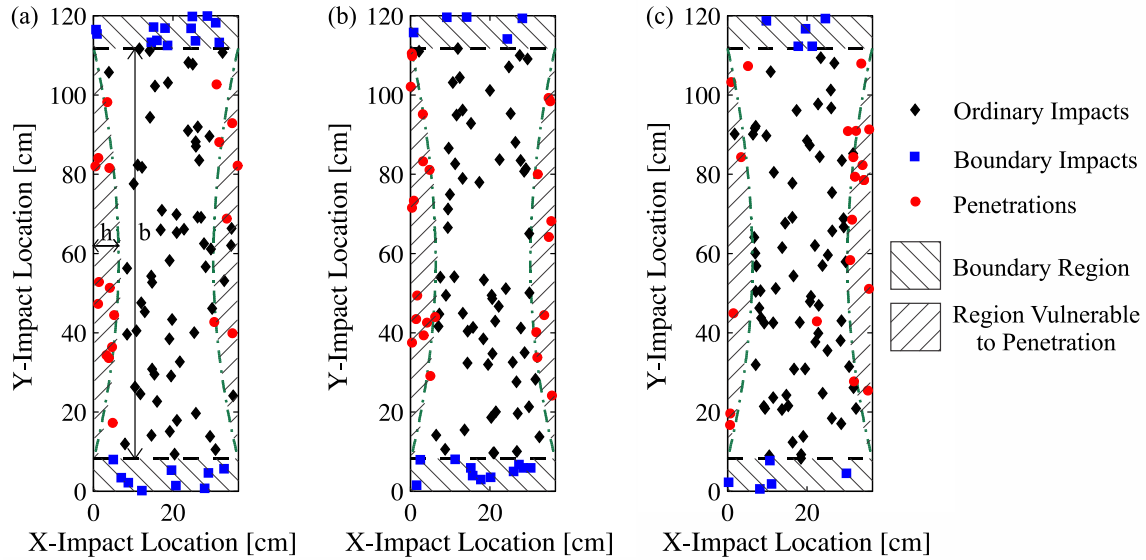 (a)
(b)
(c)
120
100
80
60
40
20
0
Y-Impact Location [cm]
h
b
0
20
X-Impact Location [cm]
120
100
80
60
40
20
0
Y-Impact Location [cm]
0
20
X-Impact Location [cm]
120
100
80
60
40
20
0
Y-Impact Location [cm]
0
20
X-Impact Location [cm]
Ordinary Impacts
Boundary Impacts
Penetrations
Boundary Region
Region Vulnerable
to Penetration